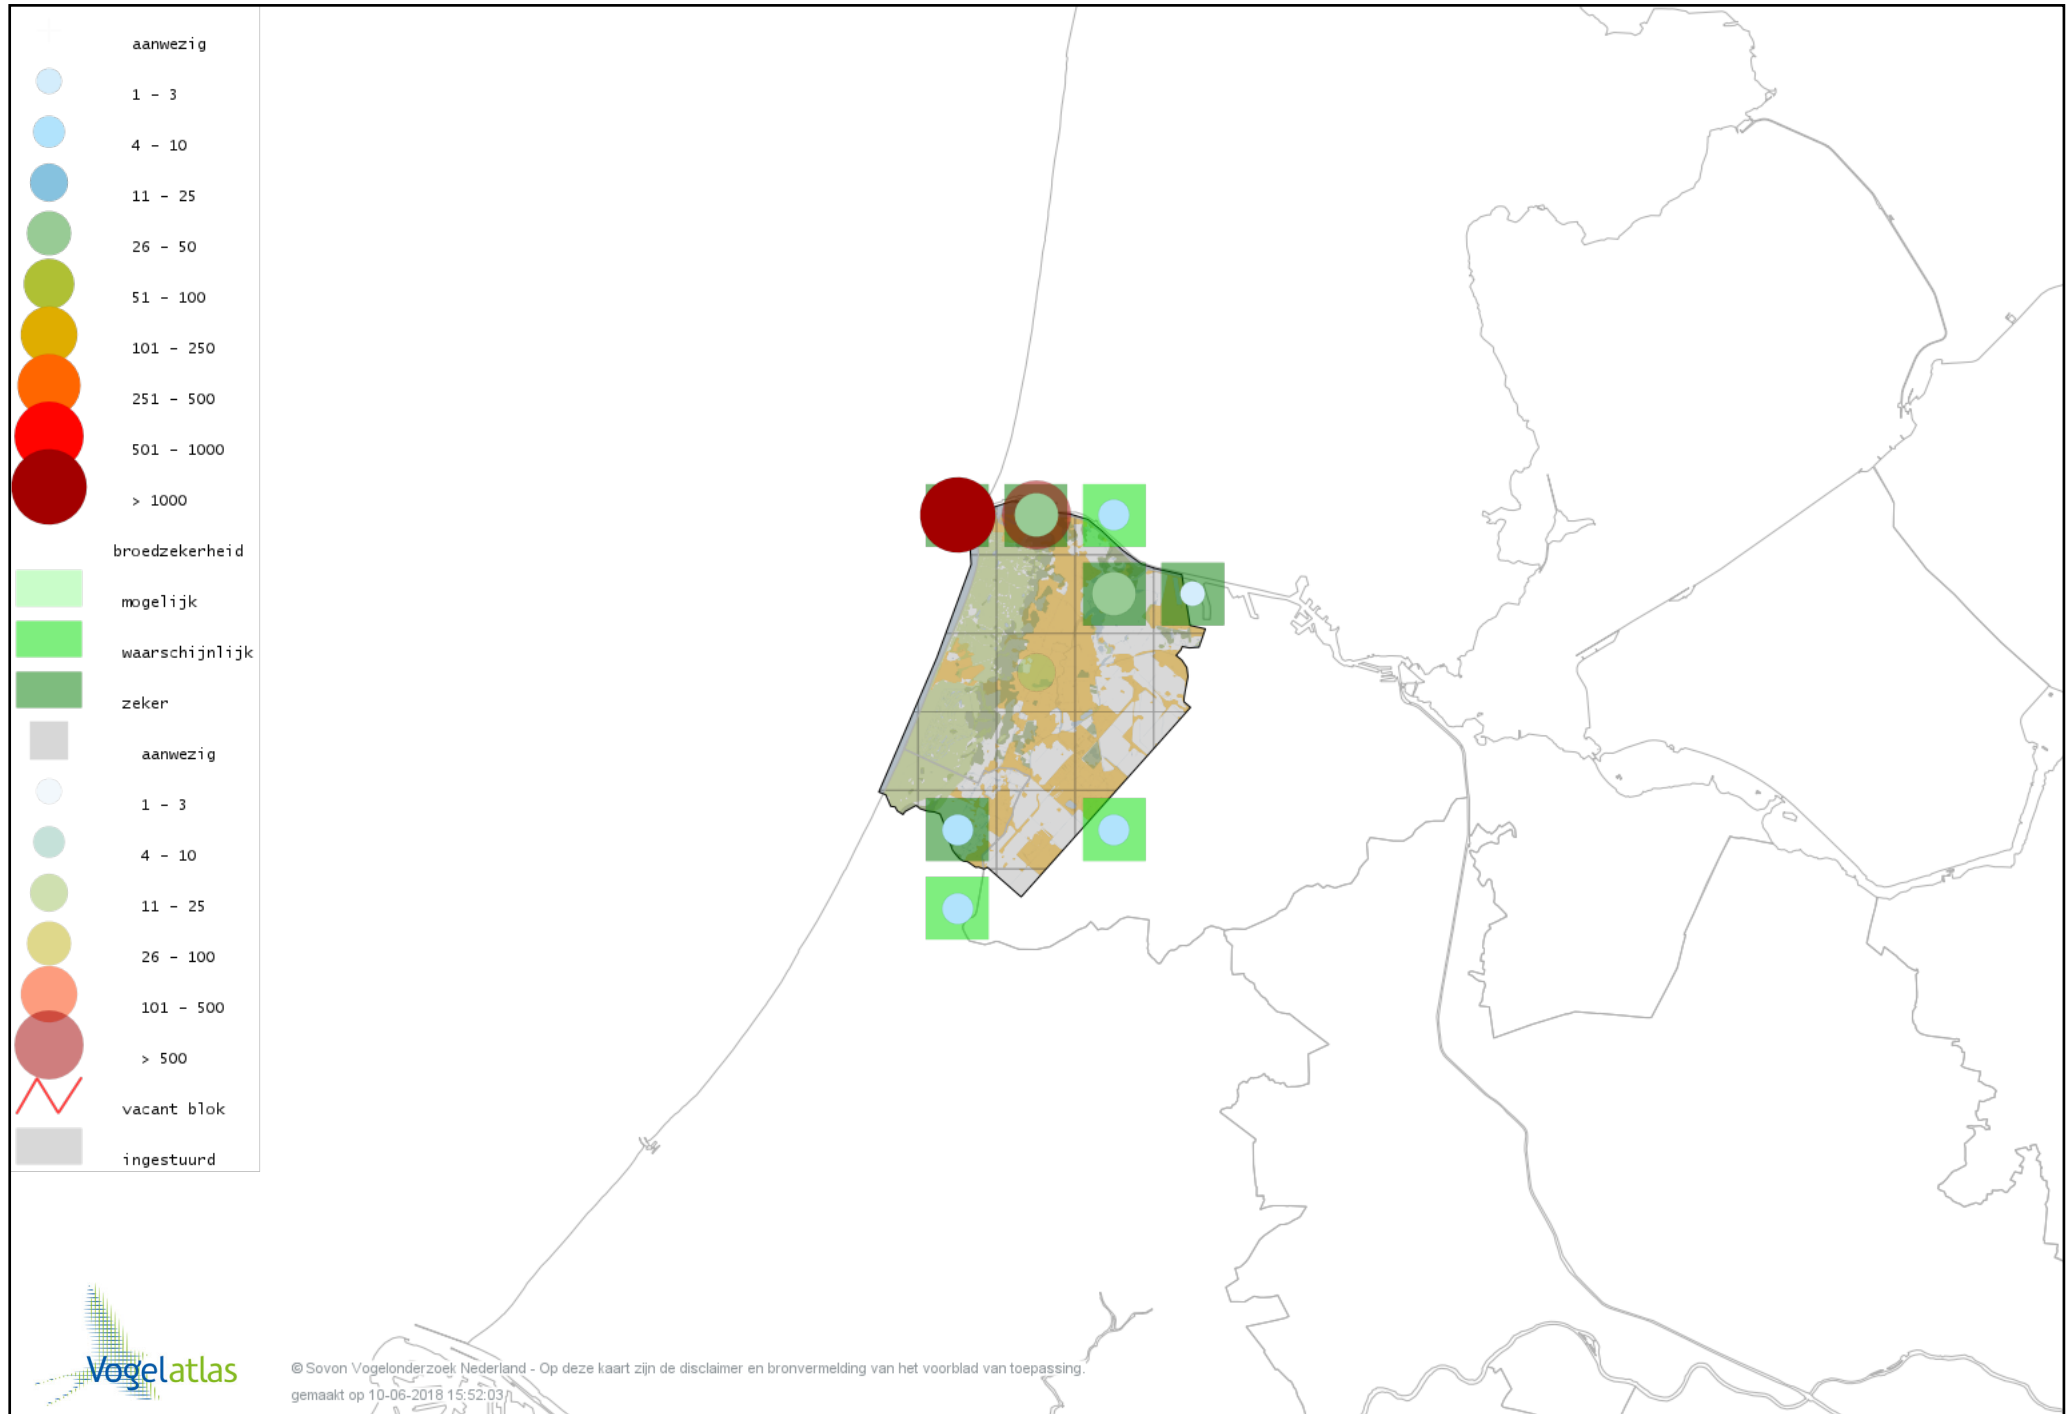 aanwezig
1 - 3
4 - 10
11 - 25
26 - 50
51 - 100
101 - 250
251 - 500
501 - 1000
> 1000
broedzekerheid
mogelijk
waarschijnlijk
zeker
aanwezig
1 - 3
4 - 10
11 - 25
26 - 100
101 - 500
> 500
vacant blok
ingestuurd
Vogelatlas
© Sovon Vogelonderzoek Nederland - Op deze kaart zijn de disclaimer en bronvermelding van het voorblad van toepassing.
gemaakt op 10-06-2018 15:52:03